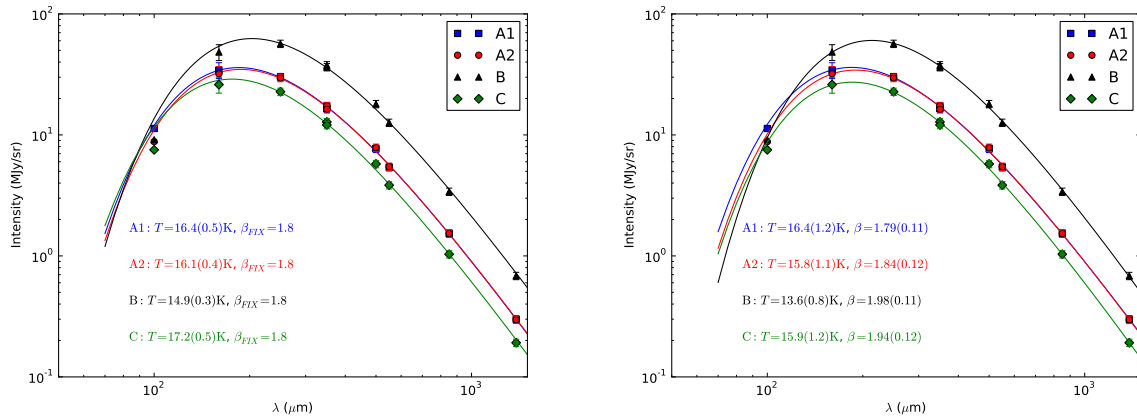 10^2
A1
A2
B
C
Intensity (MJy/sr)
10^1
10^0
10^-1
A1: T=16.4(0.5)K, β_FIX=1.8
A2: T=16.1(0.4)K, β_FIX=1.8
B: T=14.9(0.3)K, β_FIX=1.8
C: T=17.2(0.5)K, β_FIX=1.8
10^2
10^3
λ (μm)
10^2
A1
A2
B
C
Intensity (MJy/sr)
10^1
10^0
10^-1
A1: T=16.4(1.2)K, β=1.79(0.11)
A2: T=15.8(1.1)K, β=1.84(0.12)
B: T=13.6(0.8)K, β=1.98(0.11)
C: T=15.9(1.2)K, β=1.94(0.12)
10^2
10^3
λ (μm)